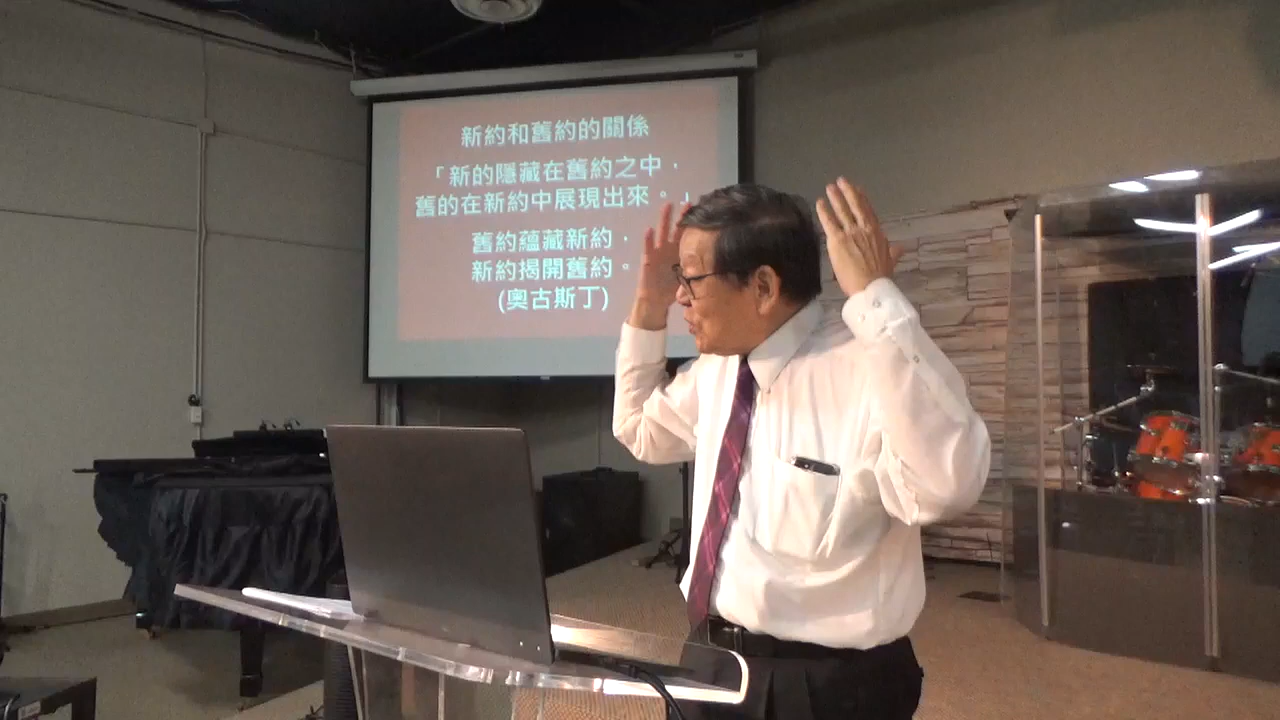 新約和舊約的關係
「新的隱藏在舊約之中，
舊的在新約中展現出來。」
舊約蘊藏新約，
新約揭開舊約。
(奧古斯丁)